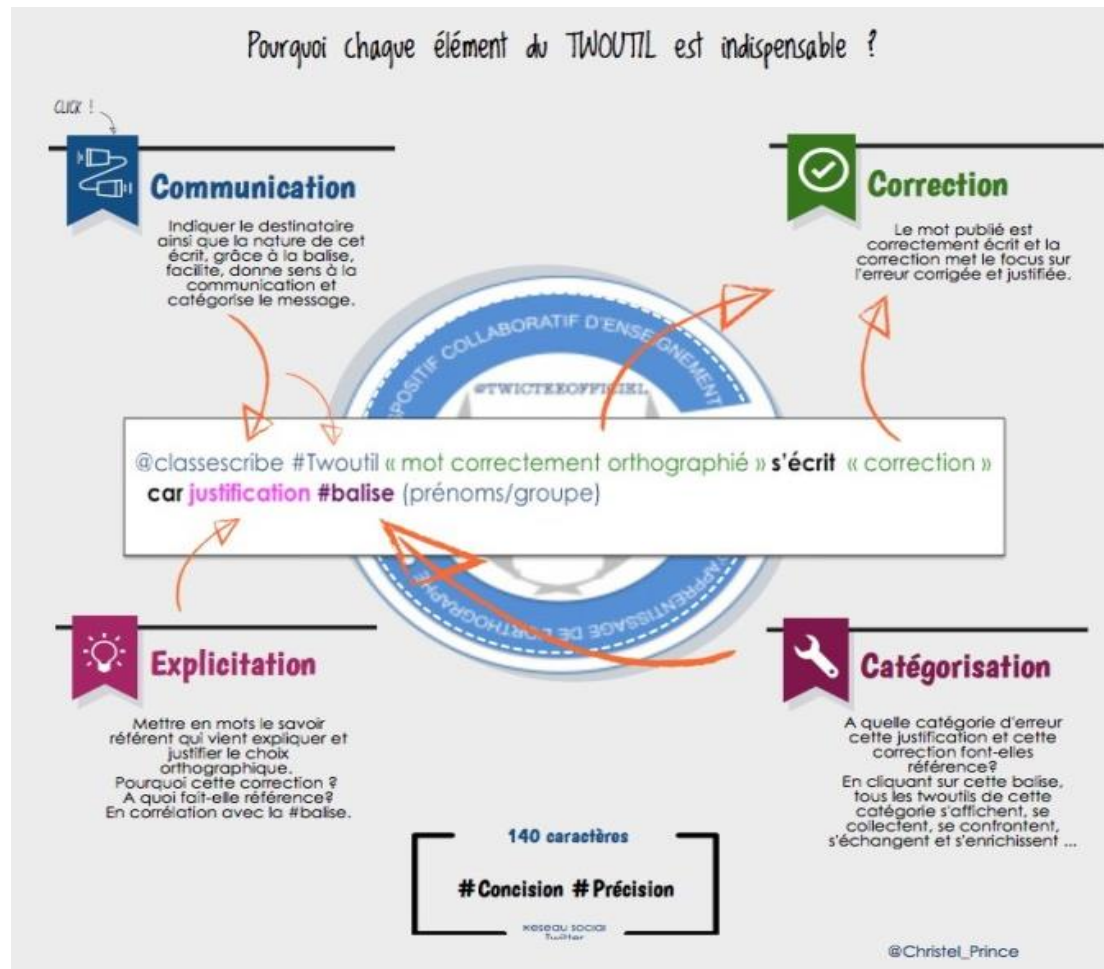 Pourquoi chaque élément du TWOUTIL est indispensable ?
CLICK !
Communication
Indiquer le destinataire
ainsi que la nature de cet
écrit, grâce à la balise,
facilite, donne sens à la
communication et
catégorise le message.
Correction
Le mot publié est
correctement écrit et la
correction met le focus sur
l'erreur corrigée et justifiée.
COLLABORATIF D'ENSEIGNEMENT
@TWICTEEOFFICIEL
@classescribe #Twoutil « mot correctement orthographié » s'écrit « correction »
car justification #balise (prénoms/groupe)
D'APPRENTISSAGE DE L'ORTHOGRAPHE
Explicitation
Mettre en mots le savoir
référent qui vient expliquer et
justifier le choix
orthographique.
Pourquoi cette correction ?
A quoi fait-elle référence?
En corrélation avec la #balise.
Catégorisation
A quelle catégorie d'erreur
cette justification et cette
correction font-elles
référence?
En cliquant sur cette balise,
tous les twoutils de cette
catégorie s'affichent, se
collectent, se confrontent,
s'échangent et s'enrichissent ...
140 caractères
#Concision #Précision
Réseau social
Twitter
@Christel_Prince